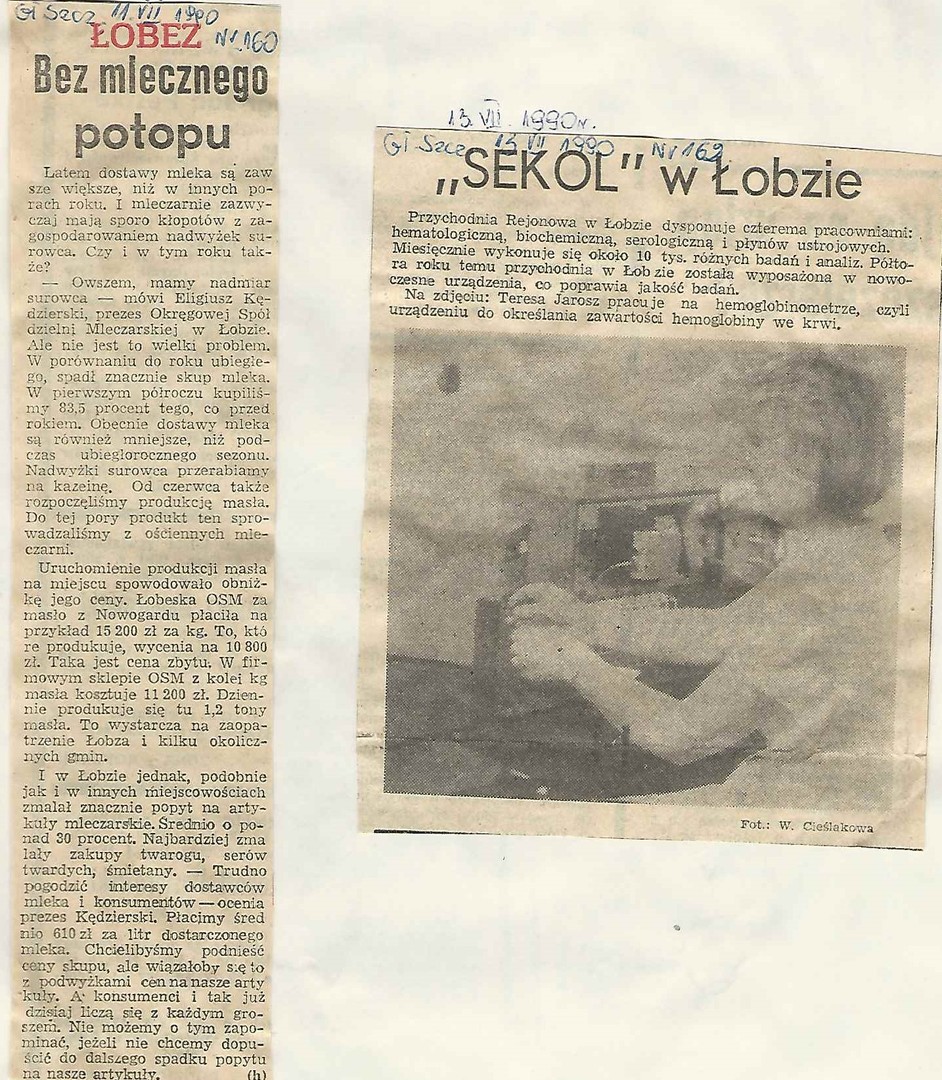 Gł Szcz 11 VII 1990
ŁOBEZ Nr 160
Bez mlecznego
potopu
Latem dostawy mleka są zaw
sze większe, niż w innych po-
rach roku. I mleczarnie zazwy-
czaj mają sporo kłopotów z za-
gospodarowaniem nadwyżek su-
rowca. Czy i w tym roku tak-
że?
— Owszem, mamy nadmiar
surowca — mówi Eligiusz Kę-
dzierski, prezes Okręgowej Spół
dzielni Mleczarskiej w Łobzie.
Ale nie jest to wielki problem.
W porównaniu do roku ubiegłe-
go, spadł znacznie skup mleka.
W pierwszym półroczu kupiliś-
my 83,5 procent tego, co przed
rokiem. Obecnie dostawy mleka
są również mniejsze, niż pod-
czas ubiegłorocznego sezonu.
Nadwyżki surowca przerabiamy
na kazeinę. Od czerwca także
rozpoczęliśmy produkcję masła.
Do tej pory produkt ten spro-
wadzaliśmy z ościennych mle-
czarni.
Uruchomienie produkcji masła
na miejscu spowodowało obniż-
kę jego ceny. Łobeska OSM za
masło z Nowogardu płaciła na
przykład 15 200 zł za kg. To, któ
re produkuje, wycenia na 10 800
zł. Taka jest cena zbytu. W fir-
mowym sklepie OSM z kolei kg
masła kosztuje 11 200 zł. Dzien-
nie produkuje się tu 1,2 tony
masła. To wystarcza na zaopa-
trzenie Łobza i kilku okolicz-
nych gmin.
I w Łobzie jednak, podobnie
jak i w innych miejscowościach
zmalał znacznie popyt na arty-
kuły mleczarskie. Średnio o po-
nad 30 procent. Najbardziej zma
lały zakupy twarogu, serów
twardych, śmietany. — Trudno
pogodzić interesy dostawców
mleka i konsumentów — ocenia
prezes Kędzierski. Płacimy śred
nio 610 zł za litr dostarczonego
mleka. Chcielibyśmy podnieść
ceny skupu, ale wiązałoby się to
z podwyżkami cen na nasze arty
kuły. A konsumenci i tak już
dzisiaj liczą się z każdym gro-
szem. Nie możemy o tym zapo-
minać, jeżeli nie chcemy dopu-
ścić do dalszego spadku popytu
na nasze artykuły. (h)
13. VII. 1990 r.
Gł Szcz 13 VII 1990 Nr 162
„SEKOL” w Łobzie
Przychodnia Rejonowa w Łobzie dysponuje czterema pracowniami:
hematologiczną, biochemiczną, serologiczną i płynów ustrojowych.
Miesięcznie wykonuje się około 10 tys. różnych badań i analiz. Półto-
ra roku temu przychodnia w Łobzie została wyposażona w nowo-
czesne urządzenia, co poprawia jakość badań.
Na zdjęciu: Teresa Jarosz pracuje na hemoglobinometrze, czyli
urządzeniu do określania zawartości hemoglobiny we krwi.
Fot.: W. Cieślakowa